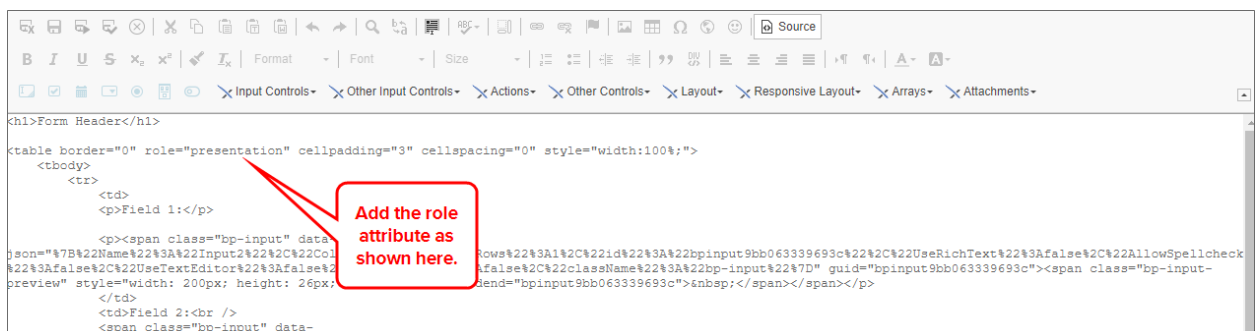 Source
B I U S x₂ x² Ix Format Font Size
Input Controls Other Input Controls Actions Other Controls Layout Responsive Layout Arrays Attachments
<h1>Form Header</h1>
<table border="0" role="presentation" cellpadding="3" cellspacing="0" style="width:100%;">
<tbody>
<tr>
<td>
<p>Field 1:</p>
<p><span class="bp-input" data-
json="%7B%22Name%22%3A%22Input2%22%2C%22Col Rows%22%3A1%2C%22id%22%3A%22bpinput9bb063339693c%22%2C%22UseRichText%22%3Afalse%2C%22AllowSpellcheck
%22%3Afalse%2C%22UseTextEditor%22%3Afalse%2 Afalse%2C%22className%22%3A%22bp-input%22%7D" guid="bpinput9bb063339693c"><span class="bp-input-
preview" style="width: 200px; height: 26px; dend="bpinput9bb063339693c">&nbsp;</span></span></p>
</td>
<td>Field 2:<br />
<span class="bp-input" data-
Add the role
attribute as
shown here.